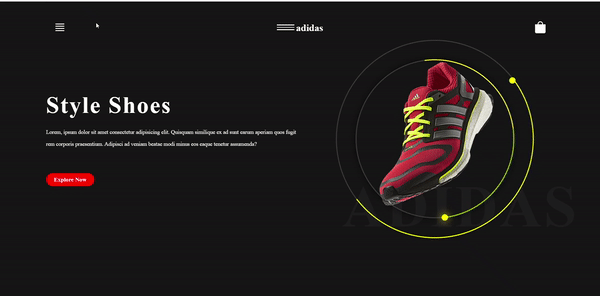 adidas
Style Shoes
Lorem, ipsum dolor sit amet consectetur adipisicing elit. Quisquam similique ex ad sunt earum aperiam quos fugit
rem corporis praesentium. Adipisci ad veniam beatae modi minus eos eaque tenetur assumenda?
Explore Now
ADIDAS